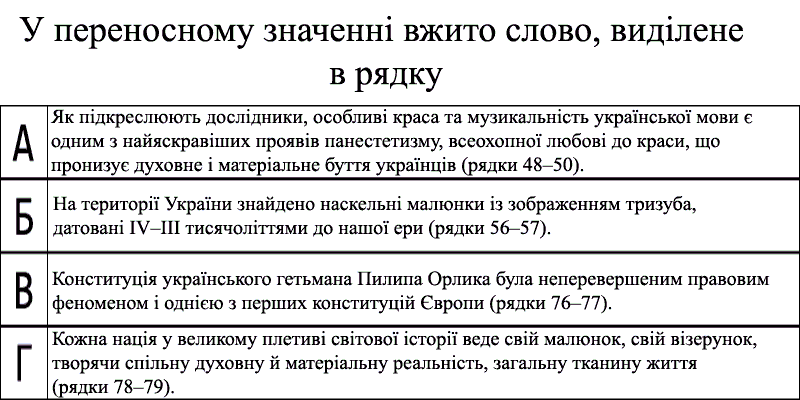 У переносному значенні вжито слово, виділене
в рядку
А
Як підкреслюють дослідники, особливі краса та музикальність української мови є
одним з найяскравіших проявів панестетизму, всеохопної любові до краси, що
пронизує духовне і матеріальне буття українців (рядки 48–50).
Б
На території України знайдено наскельні малюнки із зображенням тризуба,
датовані IV–III тисячоліттями до нашої ери (рядки 56–57).
В
Конституція українського гетьмана Пилипа Орлика була неперевершеним правовим
феноменом і однією з перших конституцій Європи (рядки 76–77).
Г
Кожна нація у великому плетиві світової історії веде свій малюнок, свій візерунок,
творячи спільну духовну й матеріальну реальність, загальну тканину життя
(рядки 78–79).